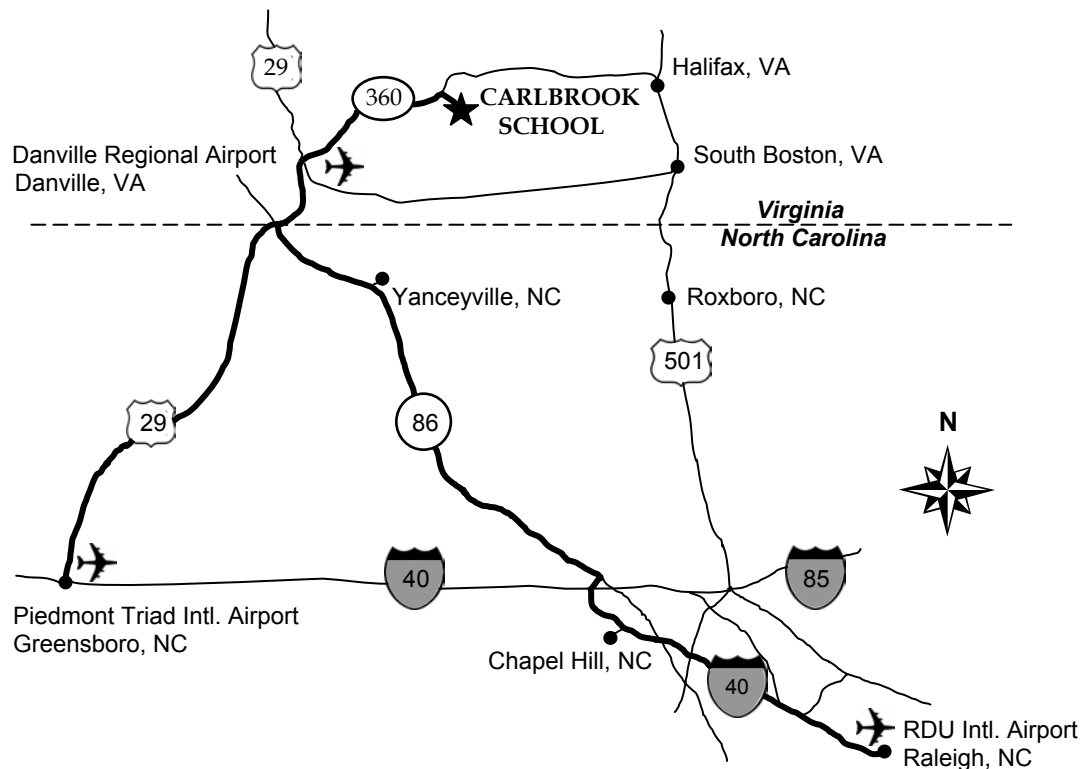 29
Halifax, VA
360
CARLBROOK
SCHOOL
Danville Regional Airport
Danville, VA
South Boston, VA
Virginia
North Carolina
Yanceyville, NC
Roxboro, NC
501
29
86
N
40
85
Piedmont Triad Intl. Airport
Greensboro, NC
Chapel Hill, NC
40
RDU Intl. Airport
Raleigh, NC